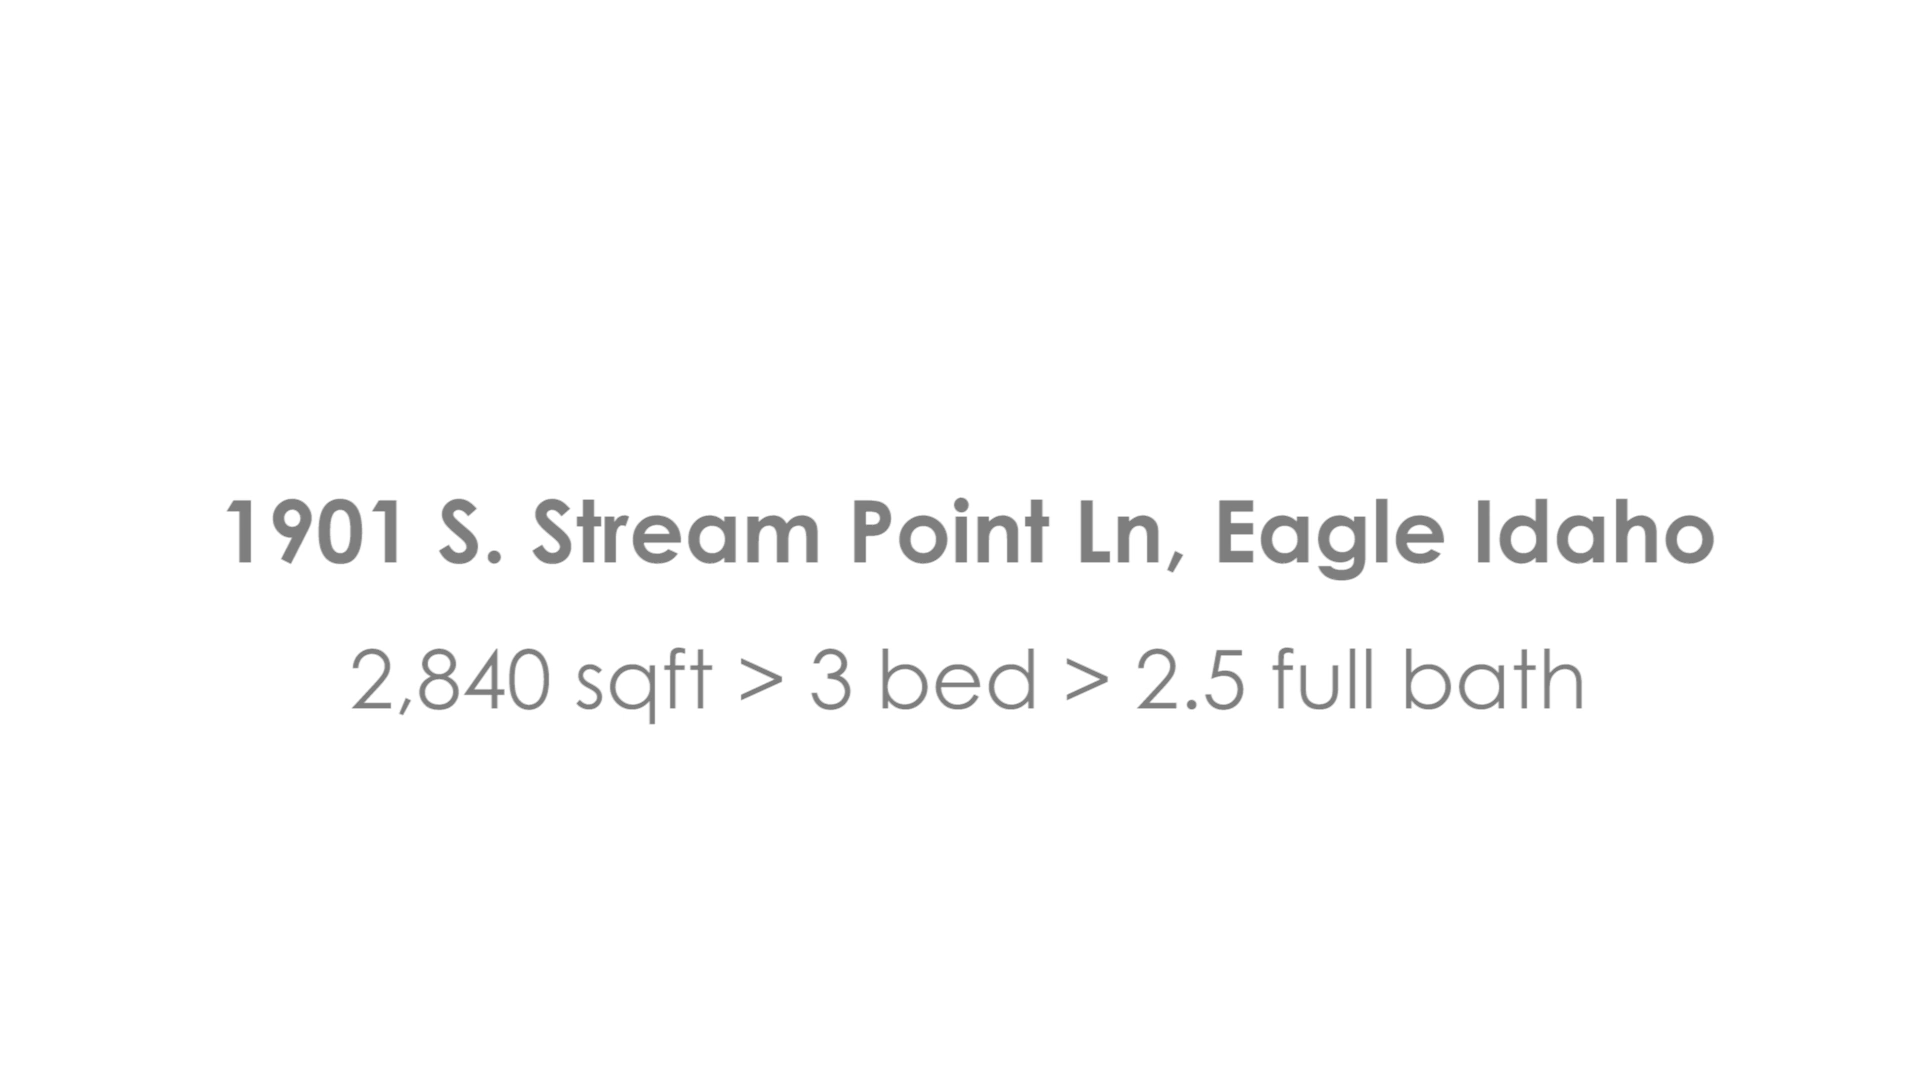 1901 S. Stream Point Ln, Eagle Idaho
2,840 sqft > 3 bed > 2.5 full bath